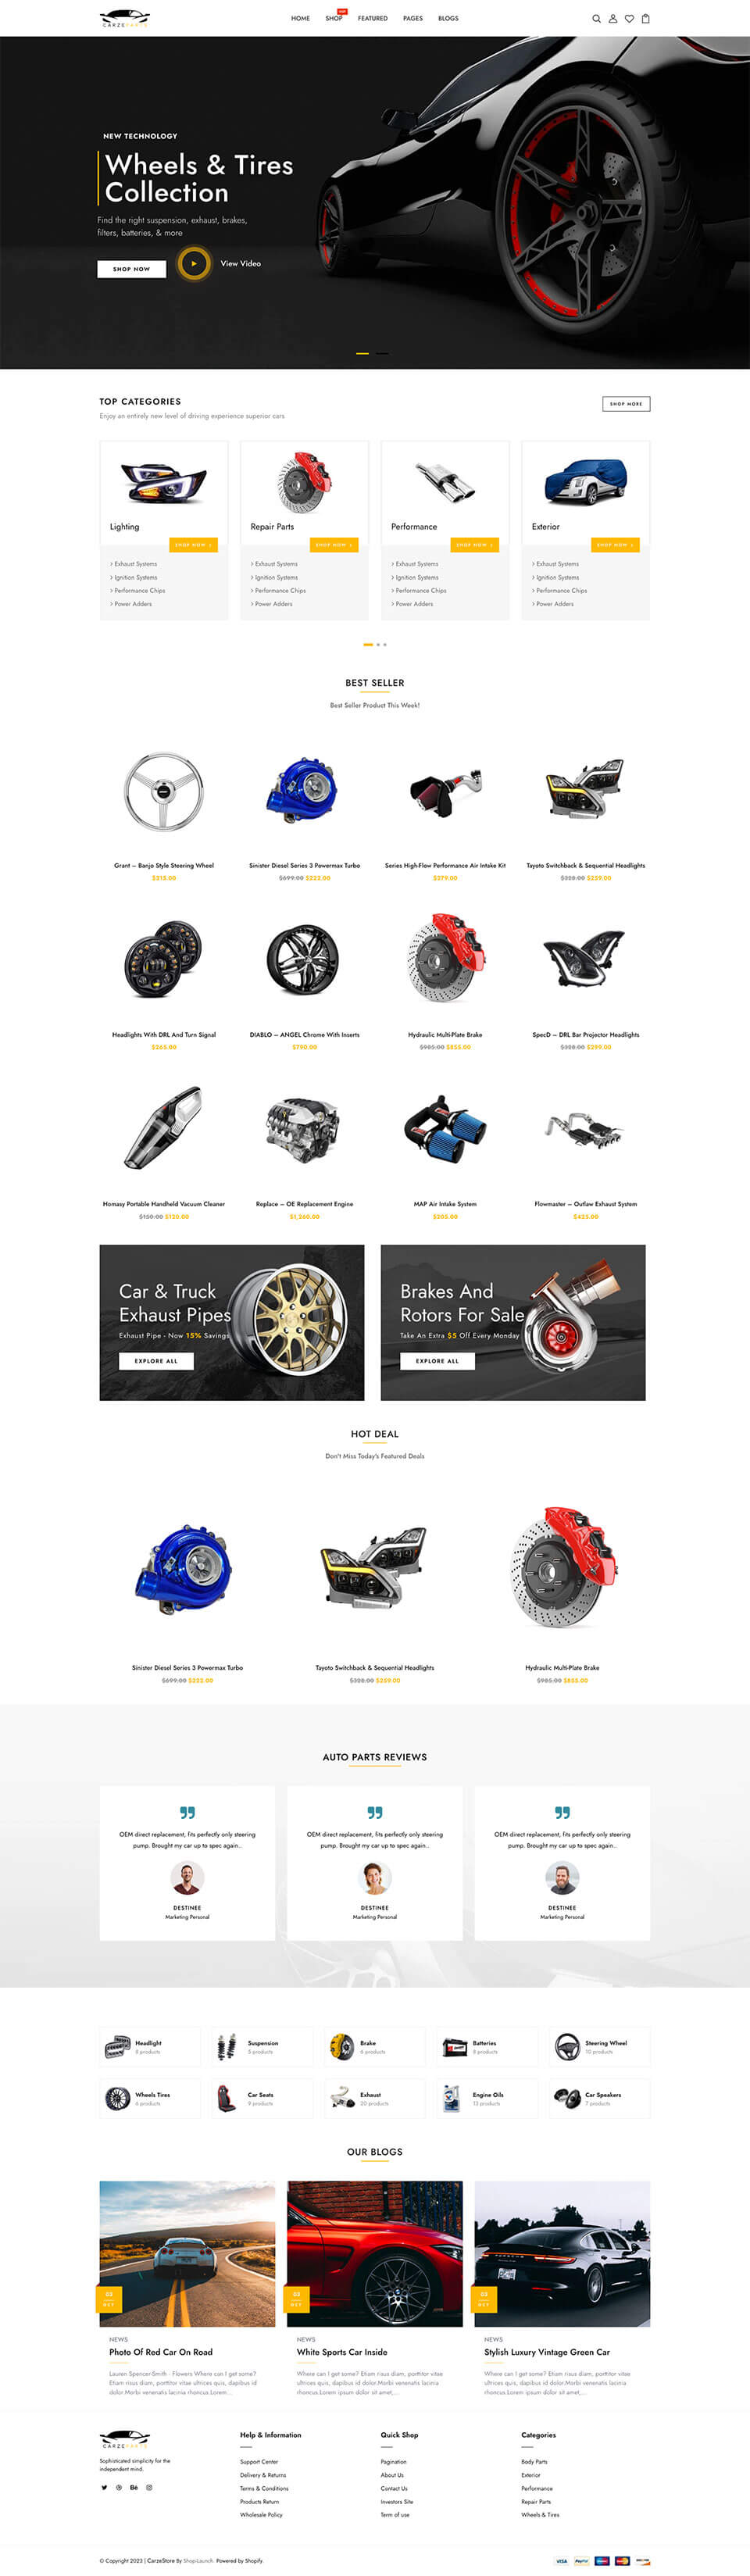 CARZEPARTS
HOME
SHOP
HOT
FEATURED
PAGES
BLOGS
NEW TECHNOLOGY
Wheels & Tires
Collection
Find the right suspension, exhaust, brakes,
filters, batteries, & more
SHOP NOW
View Video
TOP CATEGORIES
Enjoy an entirely new level of driving experience superior cars
SHOP MORE
Lighting
SHOP NOW >
> Exhaust Systems
> Ignition Systems
> Performance Chips
> Power Adders
Repair Parts
SHOP NOW >
> Exhaust Systems
> Ignition Systems
> Performance Chips
> Power Adders
Performance
SHOP NOW >
> Exhaust Systems
> Ignition Systems
> Performance Chips
> Power Adders
Exterior
SHOP NOW >
> Exhaust Systems
> Ignition Systems
> Performance Chips
> Power Adders
BEST SELLER
Best Seller Product This Week!
Grant – Banjo Style Steering Wheel
$218.00
Sinister Diesel Series 3 Powermax Turbo
$699.00 $222.00
Series High-Flow Performance Air Intake Kit
$279.00
Tayoto Switchback & Sequential Headlights
$328.00 $259.00
Headlights With DRL And Turn Signal
$268.00
DIABLO – ANGEL Chrome With Inserts
$790.00
Hydraulic Multi-Plate Brake
$985.00 $855.00
SpecD – DRL Bar Projector Headlights
$328.00 $299.00
Homasy Portable Handheld Vacuum Cleaner
$150.00 $120.00
Replace – OE Replacement Engine
$1,260.00
MAP Air Intake System
$205.00
Flowmaster – Outlaw Exhaust System
$423.00
Car & Truck
Exhaust Pipes
Exhaust Pipe - Now 15% Savings
EXPLORE ALL
Brakes And
Rotors For Sale
Take An Extra $5 Off Every Monday
EXPLORE ALL
HOT DEAL
Don't Miss Today's Featured Deals
Sinister Diesel Series 3 Powermax Turbo
$699.00 $222.00
Tayoto Switchback & Sequential Headlights
$328.00 $259.00
Hydraulic Multi-Plate Brake
$985.00 $855.00
AUTO PARTS REVIEWS
OEM direct replacement, fits perfectly only steering
pump. Brought my car up to spec again..
DESTINEE
Marketing Personal
OEM direct replacement, fits perfectly only steering
pump. Brought my car up to spec again..
DESTINEE
Marketing Personal
OEM direct replacement, fits perfectly only steering
pump. Brought my car up to spec again..
DESTINEE
Marketing Personal
Headlight
8 products
Suspension
5 products
Brake
6 products
Batteries
8 products
Steering Wheel
10 products
Wheels Tires
6 products
Car Seats
9 products
Exhaust
20 products
Engine Oils
13 products
Car Speakers
7 products
OUR BLOGS
03
OCT
NEWS
Photo Of Red Car On Road
Lauren Spencer-Smith - Flowers Where can I get some?
Etiam risus diam, porttitor vitae ultrices quis, dapibus id
dolor.Morbi venenatis lacinia rhoncus.Lorem...
03
OCT
NEWS
White Sports Car Inside
Where can I get some? Etiam risus diam, porttitor vitae
ultrices quis, dapibus id dolor.Morbi venenatis lacinia
rhoncus.Lorem ipsum dolor sit amet,...
03
OCT
NEWS
Stylish Luxury Vintage Green Car
Where can I get some? Etiam risus diam, porttitor vitae
ultrices quis, dapibus id dolor.Morbi venenatis lacinia
rhoncus.Lorem ipsum dolor sit amet,...
CARZEPARTS
Sophisticated simplicity for the
independent mind.
Bē
Help & Information
Support Center
Delivery & Returns
Terms & Conditions
Products Return
Wholesale Policy
Quick Shop
Pagination
About Us
Contact Us
Investors Site
Term of use
Categories
Body Parts
Exterior
Performance
Repair Parts
Wheels & Tires
© Copyright 2023 | CarzeStore By ShopiLaunch. Powered by Shopify.
VISA
PayPal